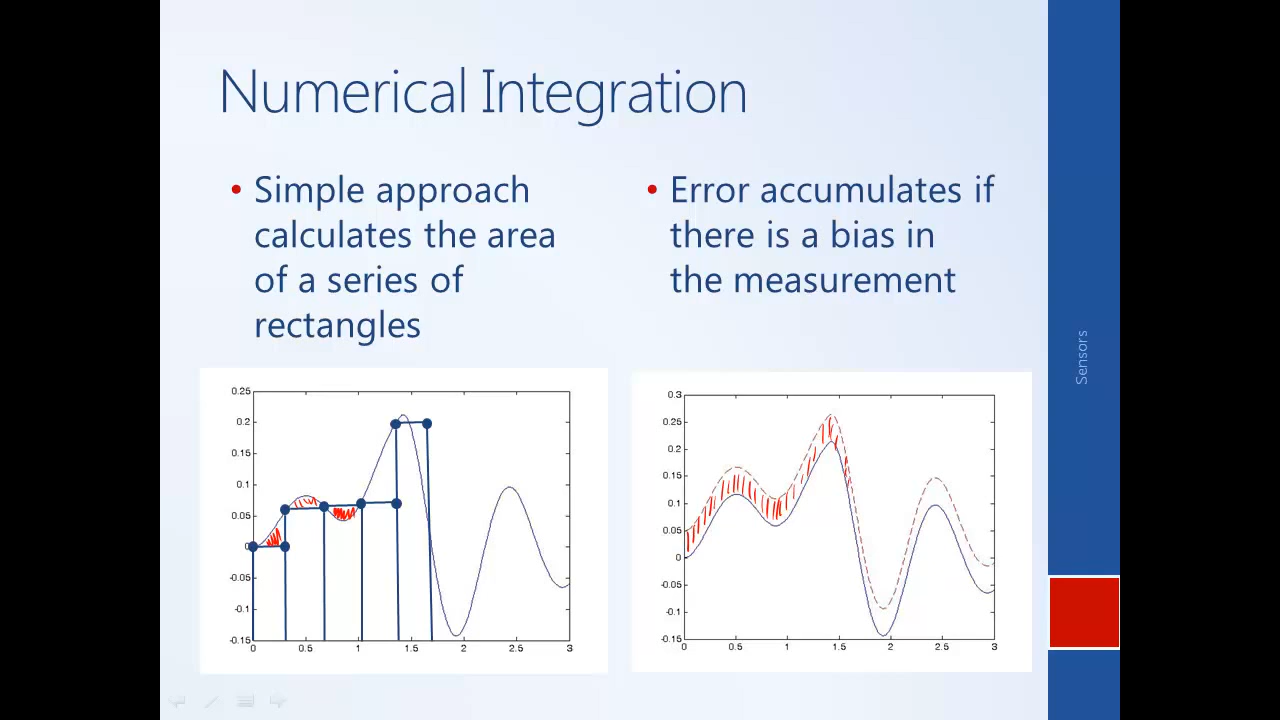 Numerical Integration
• Simple approach
calculates the area
of a series of
rectangles
• Error accumulates if
there is a bias in
the measurement
Sensors
0.25
0.2
0.15
0.1
0.05
0
-0.05
-0.1
-0.15
0 0.5 1 1.5 2 2.5 3
0.3
0.25
0.2
0.15
0.1
0.05
0
-0.05
-0.1
-0.15
0 0.5 1 1.5 2 2.5 3